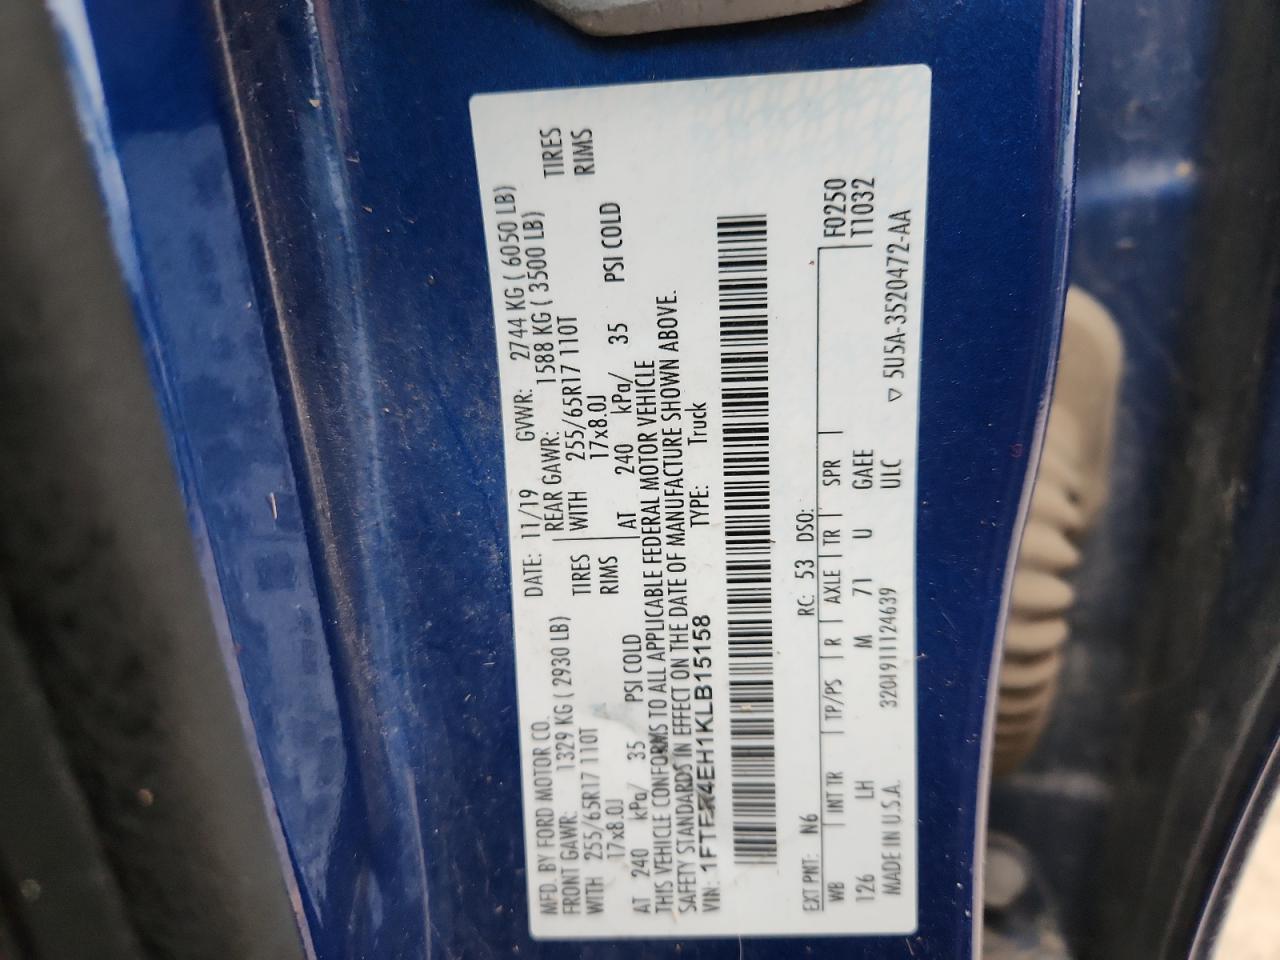 MFD. BY FORD MOTOR CO.
DATE: 11/19 GVWR: 2744 KG ( 6050 LB)
FRONT GAWR: 1329 KG ( 2930 LB) REAR GAWR: 1588 KG ( 3500 LB)
WITH 255/65R17 110T TIRES WITH 255/65R17 110T TIRES
17x8.0J RIMS 17x8.0J RIMS
AT 240 kPa/ 35 PSI COLD AT 240 kPa/ 35 PSI COLD
THIS VEHICLE CONFORMS TO ALL APPLICABLE FEDERAL MOTOR VEHICLE
SAFETY STANDARDS IN EFFECT ON THE DATE OF MANUFACTURE SHOWN ABOVE.
VIN: TYPE: Truck
EXT PNT: N6 RC: 53 DSO:
WB INT TR TP/PS R AXLE TR SPR F0250
126 LH M 71 U GAEE T1032
MADE IN U.S.A. ULC
▽ 5U5A-3520472-AA